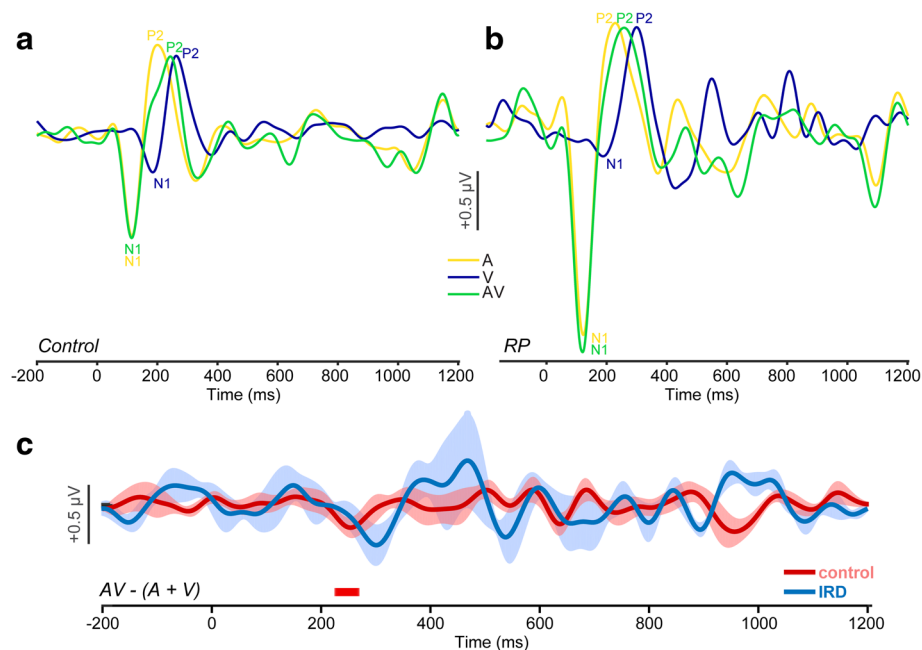 a
P2
P2
P2
N1
N1
N1
Control
-200 0 200 400 600 800 1000 1200
Time (ms)
b
P2 P2 P2
N1
N1
N1
+0.5 µV
A
V
AV
RP
0 200 400 600 800 1000 1200
Time (ms)
c
+0.5 µV
AV - (A + V)
control
IRD
-200 0 200 400 600 800 1000 1200
Time (ms)